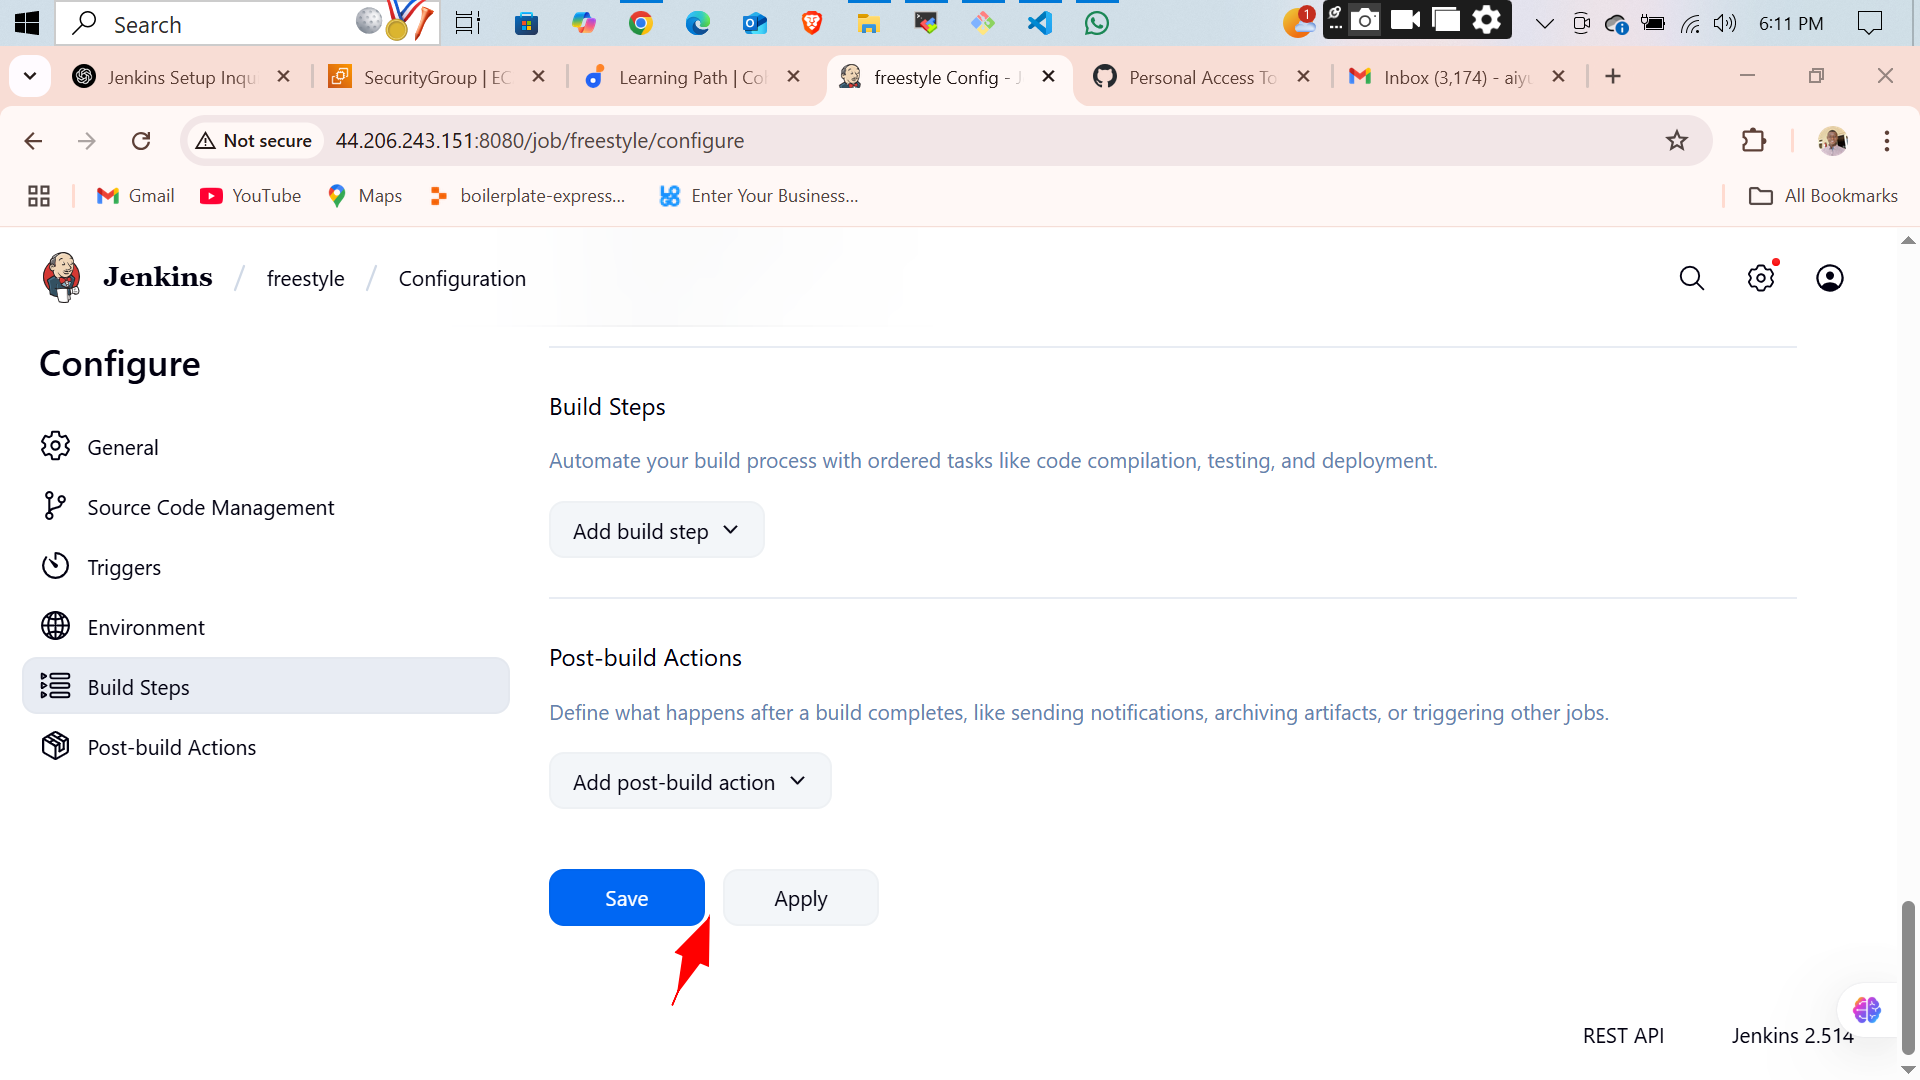 Search
1
6:11 PM
Jenkins Setup Inqu
SecurityGroup | EC
Learning Path | Col
freestyle Config - J
Personal Access To
Inbox (3,174) - aiyu
Not secure
44.206.243.151:8080/job/freestyle/configure
Gmail
YouTube
Maps
boilerplate-express...
Enter Your Business...
All Bookmarks
Jenkins / freestyle / Configuration
Configure
General
Source Code Management
Triggers
Environment
Build Steps
Post-build Actions
Build Steps
Automate your build process with ordered tasks like code compilation, testing, and deployment.
Add build step
Post-build Actions
Define what happens after a build completes, like sending notifications, archiving artifacts, or triggering other jobs.
Add post-build action
Save
Apply
REST API
Jenkins 2.514